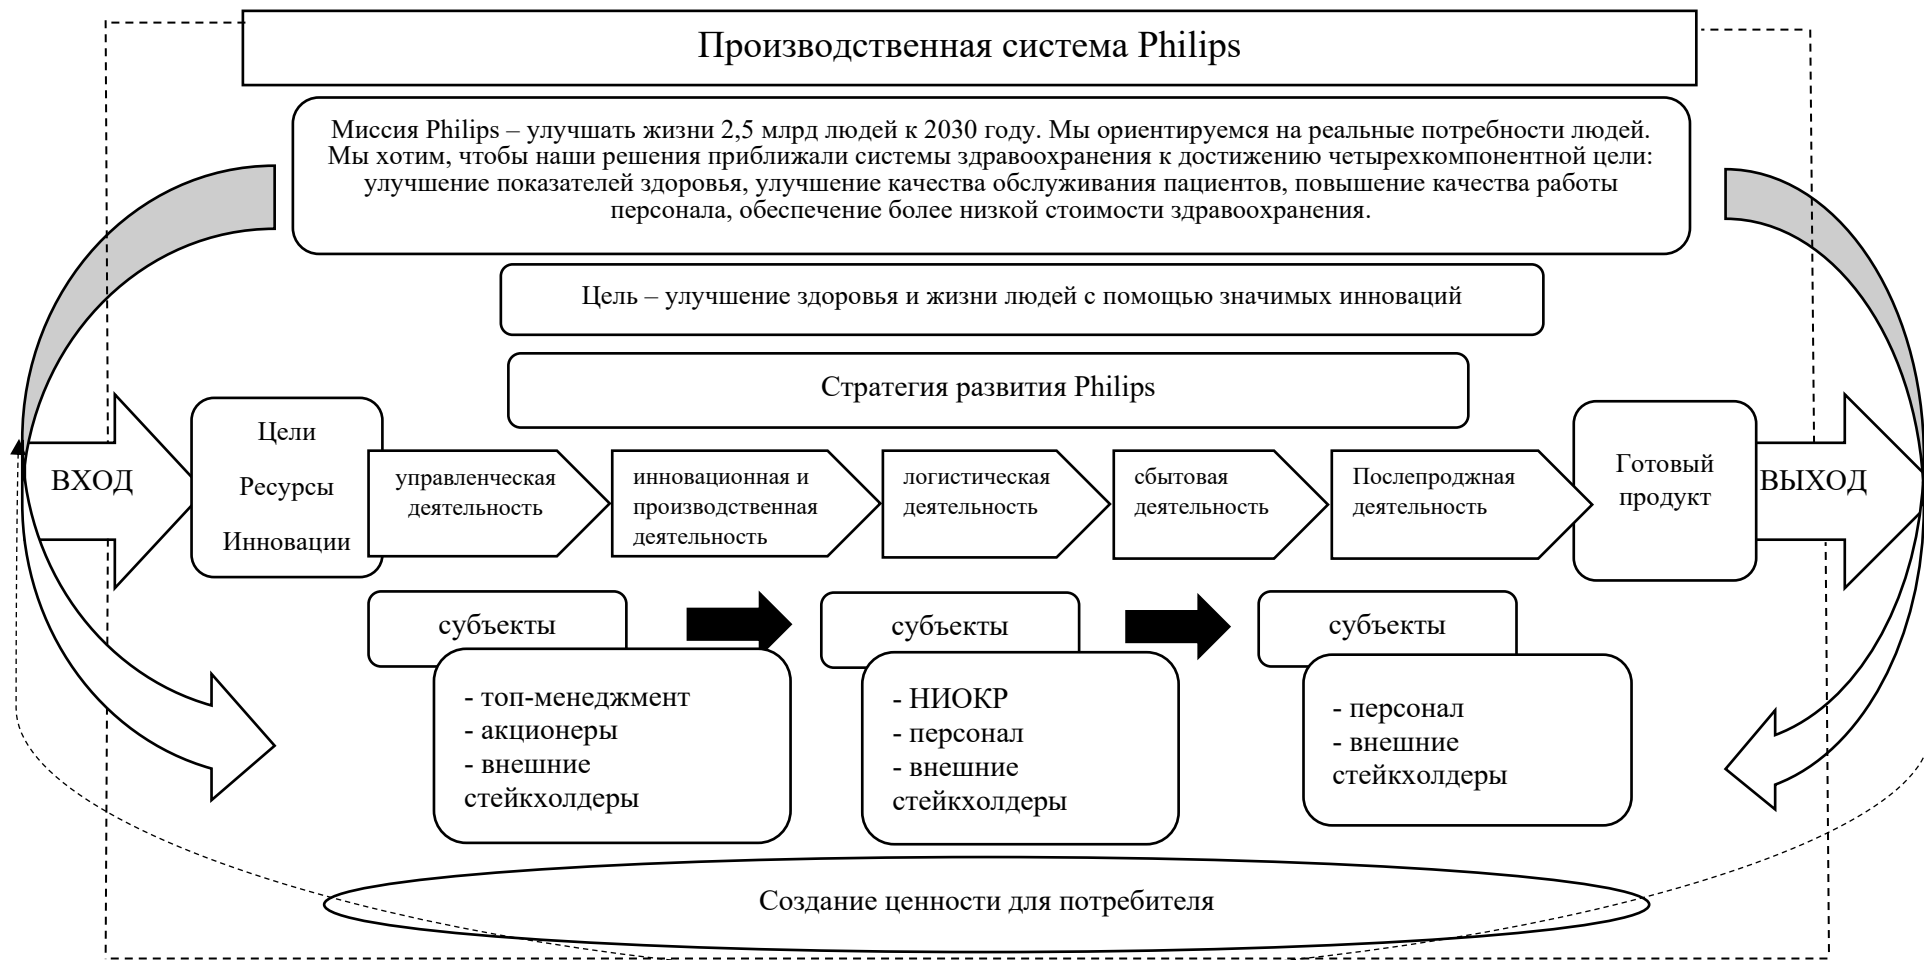 Производственная система Philips
Миссия Philips – улучшать жизни 2,5 млрд людей к 2030 году. Мы ориентируемся на реальные потребности людей.
Мы хотим, чтобы наши решения приближали системы здравоохранения к достижению четырехкомпонентной цели:
улучшение показателей здоровья, улучшение качества обслуживания пациентов, повышение качества работы
персонала, обеспечение более низкой стоимости здравоохранения.
Цель – улучшение здоровья и жизни людей с помощью значимых инноваций
Стратегия развития Philips
ВХОД
Цели
Ресурсы
Инновации
управленческая
деятельность
инновационная и
производственная
деятельность
логистическая
деятельность
сбытовая
деятельность
Послепроджная
деятельность
Готовый
продукт
ВЫХОД
субъекты
- топ-менеджмент
- акционеры
- внешние
стейкхолдеры
субъекты
- НИОКР
- персонал
- внешние
стейкхолдеры
субъекты
- персонал
- внешние
стейкхолдеры
Создание ценности для потребителя